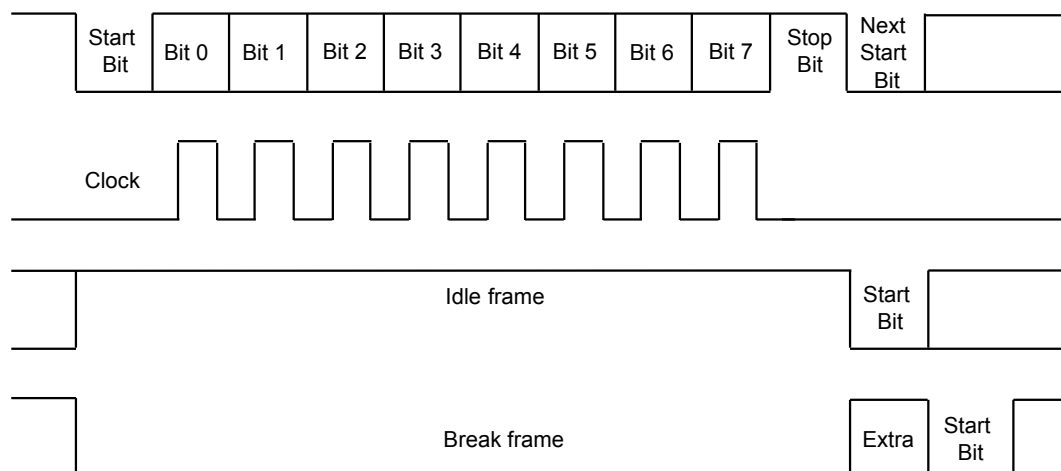 Start
Bit
Bit 0
Bit 1
Bit 2
Bit 3
Bit 4
Bit 5
Bit 6
Bit 7
Stop
Bit
Next
Start
Bit
Clock
Idle frame
Start
Bit
Break frame
Extra
Start
Bit